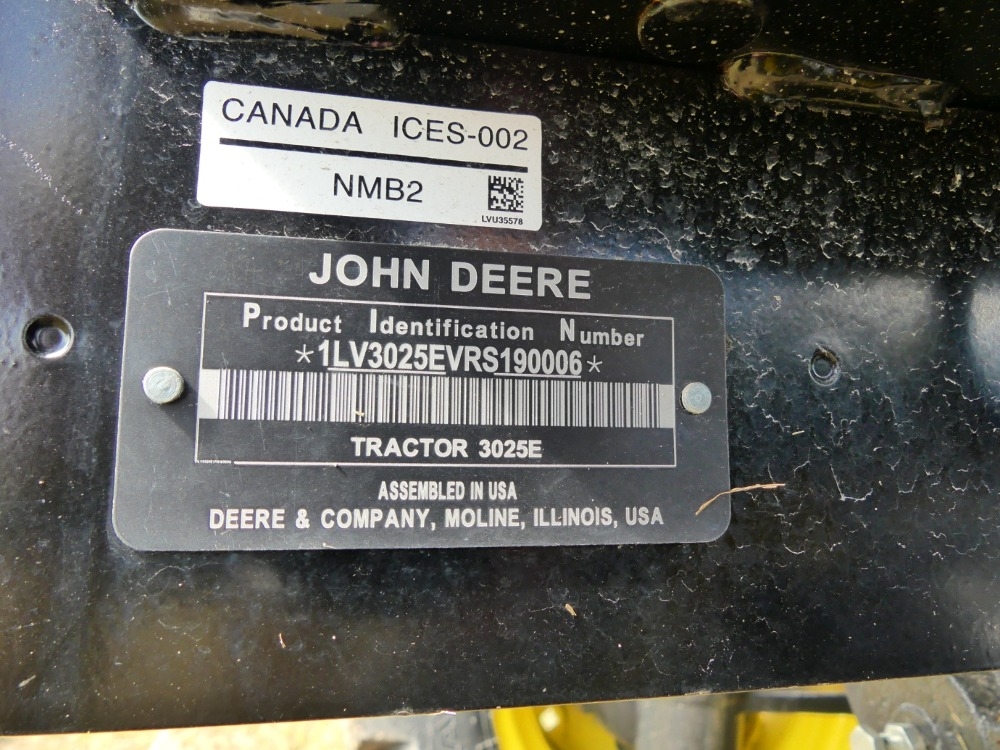 CANADA ICES-002
NMB2
LVU35578
JOHN DEERE
Product Identification Number
*1LV3025EVRS190006*
TRACTOR 3025E
ASSEMBLED IN USA
DEERE & COMPANY, MOLINE, ILLINOIS, USA